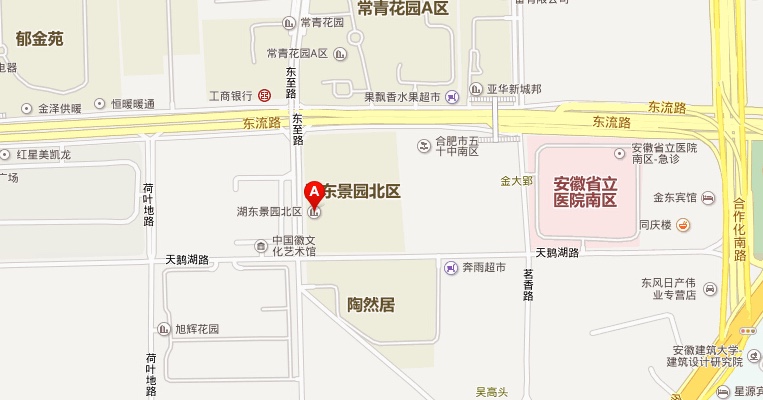 常青花园A区
常青花园
郁金苑
常青花园A区
电器
东至路
亚华新城邦
工商银行
果飘香水果超市
恒暖暖通
金泽供暖
东流路
东流路
东流路
东至路
合肥市五
十中南区
安徽省立医院
南区-急诊
红星美凯龙
广场
荷叶地路
A
东景园北区
金大郢
安徽省立
医院南区
金东宾馆
湖东景园北区
同庆楼
合作化南路
中国徽文
化艺术馆
天鹅湖路
天鹅湖路
奔雨超市
茗香路
东风日产伟
业专营店
陶然居
旭辉花园
安徽建筑大学-
建筑设计研究院
荷叶地路
吴高头
星源宾